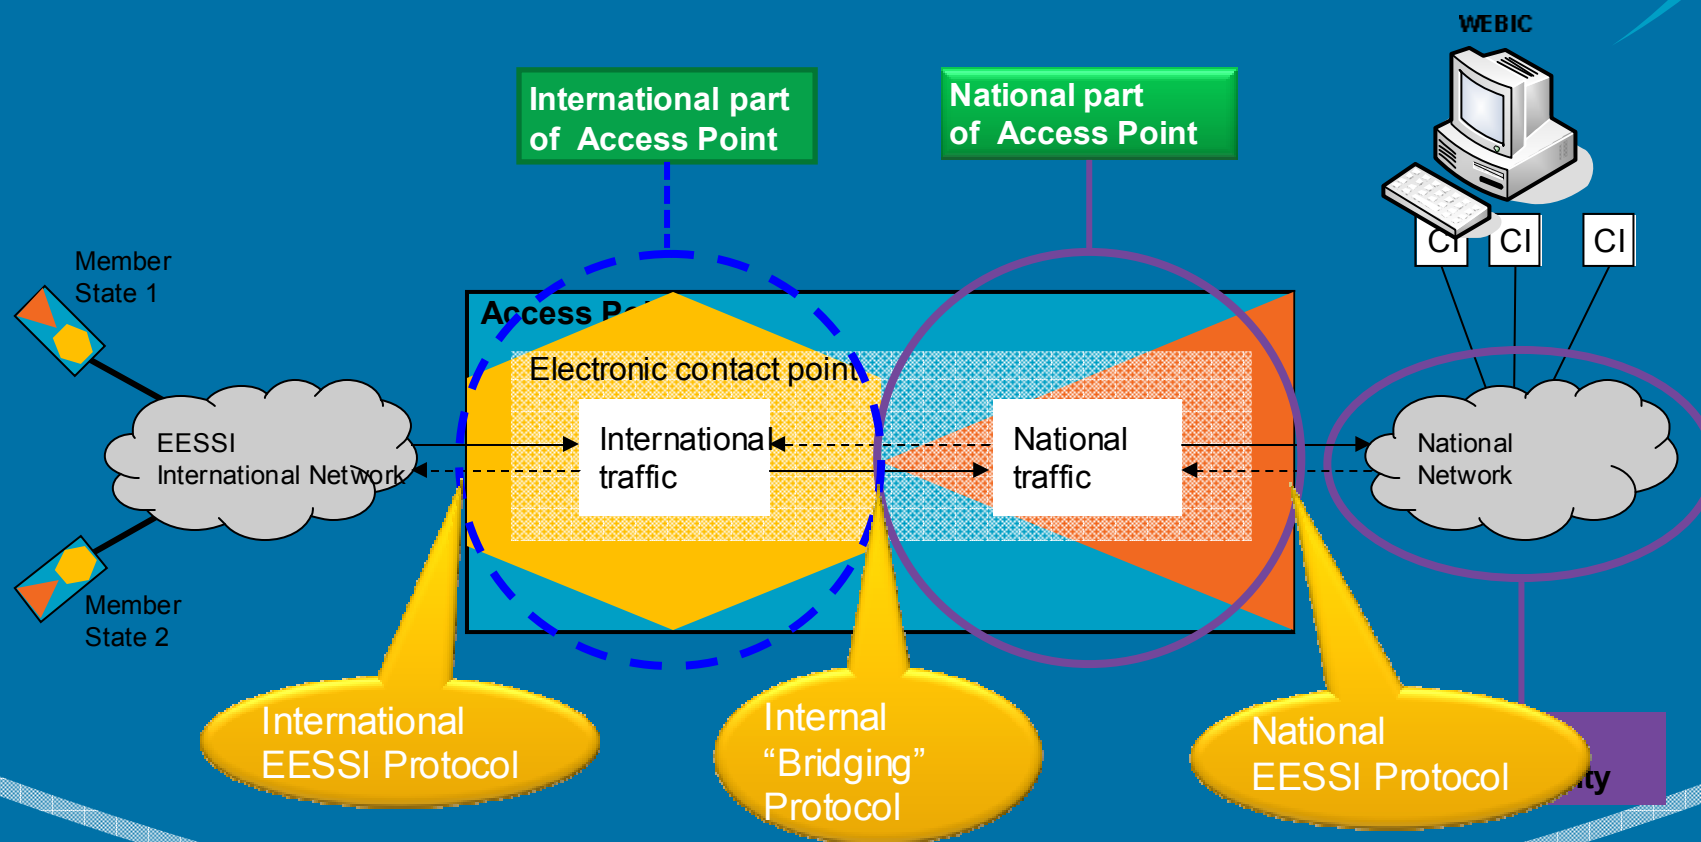 WEBIC
International part
of Access Point
National part
of Access Point
CI
CI
CI
Member
State 1
Access
Electronic contact point
EESSI
International Network
International
traffic
National
traffic
National
Network
Member
State 2
International
EESSI Protocol
Internal
“Bridging”
Protocol
National
EESSI Protocol